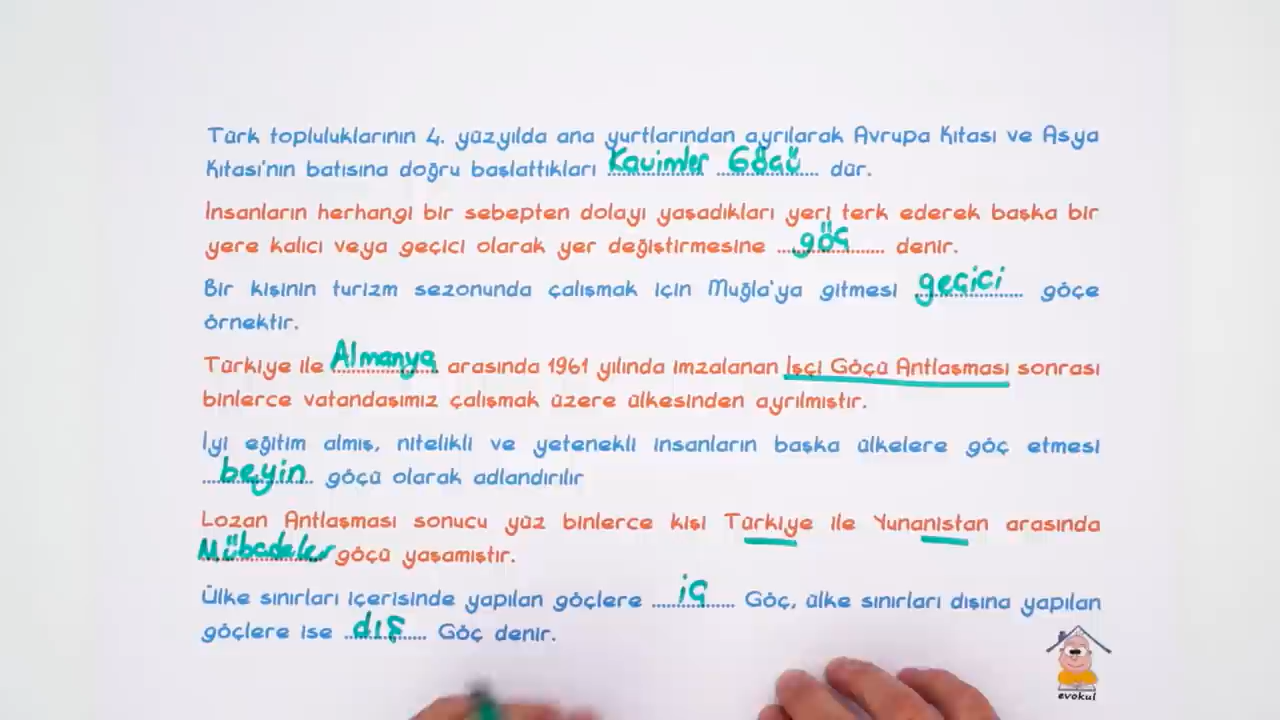 Türk topluluklarının 4. yüzyılda ana yurtlarından ayrılarak Avrupa Kıtası ve Asya
Kıtası'nın batısına doğru başlattıkları Kavimler Göçü dür.
İnsanların herhangi bir sebepten dolayı yaşadıkları yeri terk ederek başka bir
yere kalıcı veya geçici olarak yer değiştirmesine göç denir.
Bir kişinin turizm sezonunda çalışmak için Muğla'ya gitmesi geçici göçe
örnektir.
Türkiye ile Almanya arasında 1961 yılında imzalanan İşçi Göçü Antlaşması sonrası
binlerce vatandaşımız çalışmak üzere ülkesinden ayrılmıştır.
İyi eğitim almış, nitelikli ve yetenekli insanların başka ülkelere göç etmesi
beyin göçü olarak adlandırılır
Lozan Antlaşması sonucu yüz binlerce kişi Türkiye ile Yunanistan arasında
Mübadeler göçü yaşamıştır.
Ülke sınırları içerisinde yapılan göçlere iç Göç, ülke sınırları dışına yapılan
göçlere ise dış Göç denir.
evokul